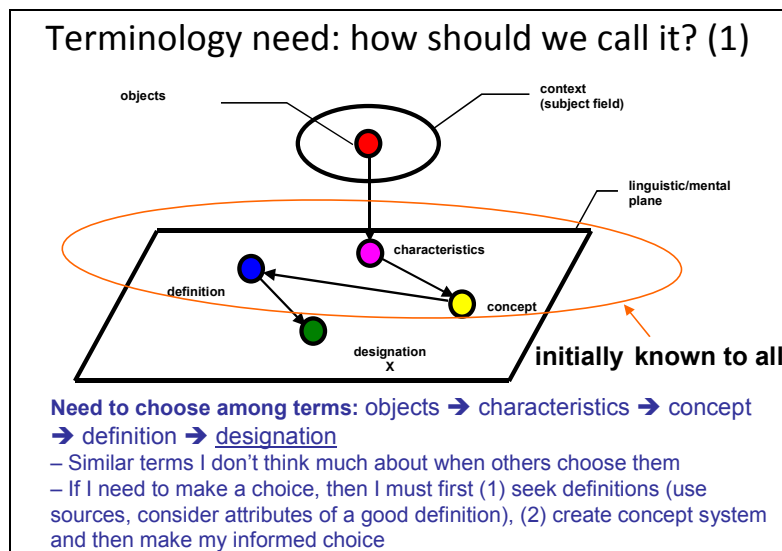 Terminology need: how should we call it? (1)
objects
context
(subject field)
linguistic/mental
plane
characteristics
definition
concept
designation
X
initially known to all
Need to choose among terms: objects ➔ characteristics ➔ concept
➔ definition ➔ designation
– Similar terms I don't think much about when others choose them
– If I need to make a choice, then I must first (1) seek definitions (use
sources, consider attributes of a good definition), (2) create concept system
and then make my informed choice